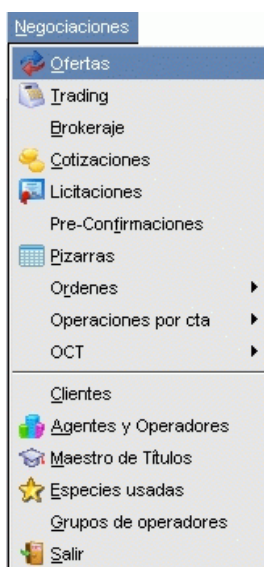 Negociaciones
Ofertas
Trading
Brokeraje
Cotizaciones
Licitaciones
Pre-Confirmaciones
Pizarras
Ordenes
Operaciones por cta
OCT
Clientes
Agentes y Operadores
Maestro de Títulos
Especies usadas
Grupos de operadores
Salir